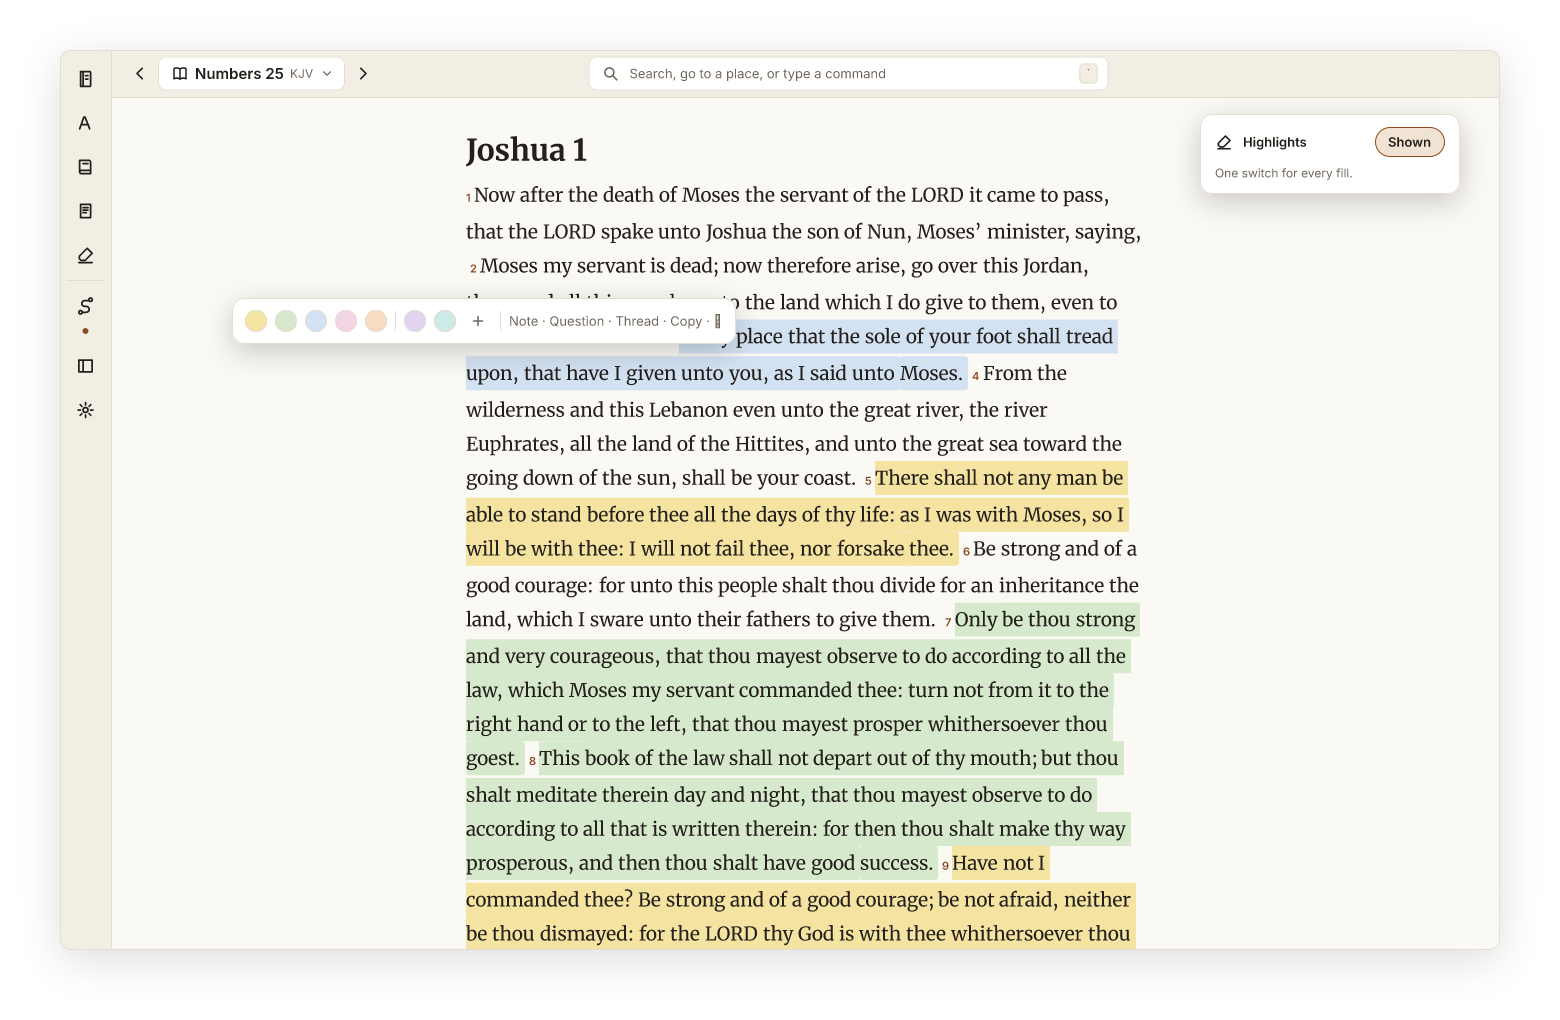 Numbers 25 KJV
Search, go to a place, or type a command
Highlights
Shown
One switch for every fill.
Joshua 1
1 Now after the death of Moses the servant of the LORD it came to pass,
that the LORD spake unto Joshua the son of Nun, Moses’ minister, saying,
2 Moses my servant is dead; now therefore arise, go over this Jordan,
the land which I do give to them, even to
Note · Question · Thread · Copy ·
place that the sole of your foot shall tread
upon, that have I given unto you, as I said unto Moses. 4 From the
wilderness and this Lebanon even unto the great river, the river
Euphrates, all the land of the Hittites, and unto the great sea toward the
going down of the sun, shall be your coast. 5 There shall not any man be
able to stand before thee all the days of thy life: as I was with Moses, so I
will be with thee: I will not fail thee, nor forsake thee. 6 Be strong and of a
good courage: for unto this people shalt thou divide for an inheritance the
land, which I sware unto their fathers to give them. 7 Only be thou strong
and very courageous, that thou mayest observe to do according to all the
law, which Moses my servant commanded thee: turn not from it to the
right hand or to the left, that thou mayest prosper whithersoever thou
goest. 8 This book of the law shall not depart out of thy mouth; but thou
shalt meditate therein day and night, that thou mayest observe to do
according to all that is written therein: for then thou shalt make thy way
prosperous, and then thou shalt have good success. 9 Have not I
commanded thee? Be strong and of a good courage; be not afraid, neither
be thou dismayed: for the LORD thy God is with thee whithersoever thou